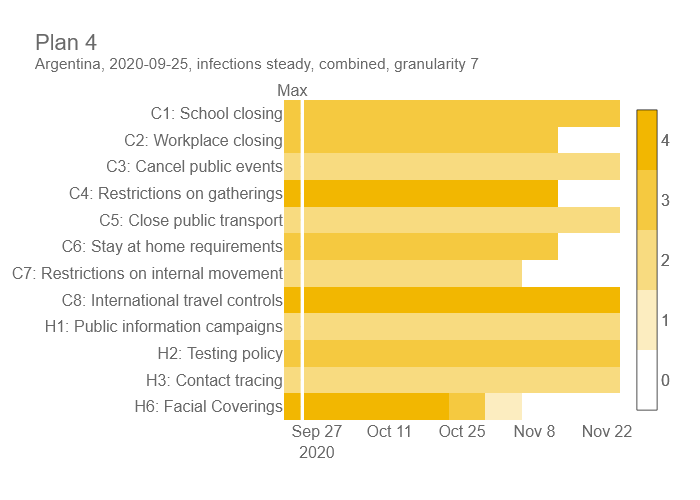 Plan 4
Argentina, 2020-09-25, infections steady, combined, granularity 7
Max
C1: School closing
C2: Workplace closing
C3: Cancel public events
C4: Restrictions on gatherings
C5: Close public transport
C6: Stay at home requirements
C7: Restrictions on internal movement
C8: International travel controls
H1: Public information campaigns
H2: Testing policy
H3: Contact tracing
H6: Facial Coverings
4
3
2
1
0
Sep 27 Oct 11 Oct 25 Nov 8 Nov 22
2020